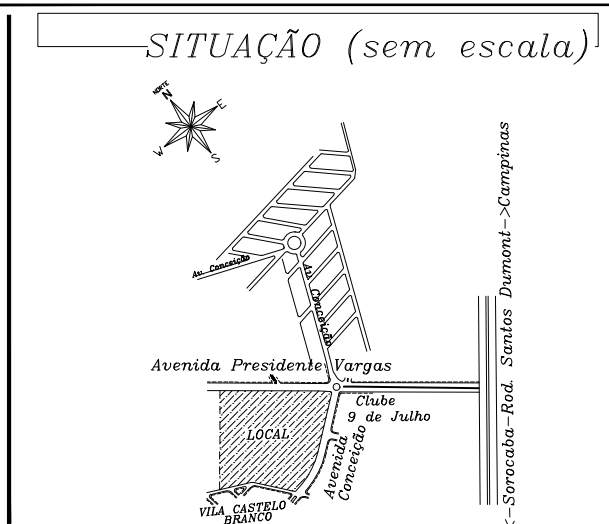 SITUAÇÃO (sem escala)
NORTE
N
E
W
S
Av. Conceição
Av. Conceição
Avenida Presidente Vargas
Clube
9 de Julho
LOCAL
Avenida
Conceição
VILA CASTELO
BRANCO
<-Sorocaba-Rod. Santos Dumont->Campinas